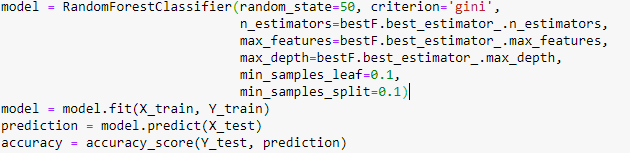 model = RandomForestClassifier(random_state=50, criterion='gini',
                               n_estimators=bestF.best_estimator_.n_estimators,
                               max_features=bestF.best_estimator_.max_features,
                               max_depth=bestF.best_estimator_.max_depth,
                               min_samples_leaf=0.1,
                               min_samples_split=0.1)
model = model.fit(X_train, Y_train)
prediction = model.predict(X_test)
accuracy = accuracy_score(Y_test, prediction)